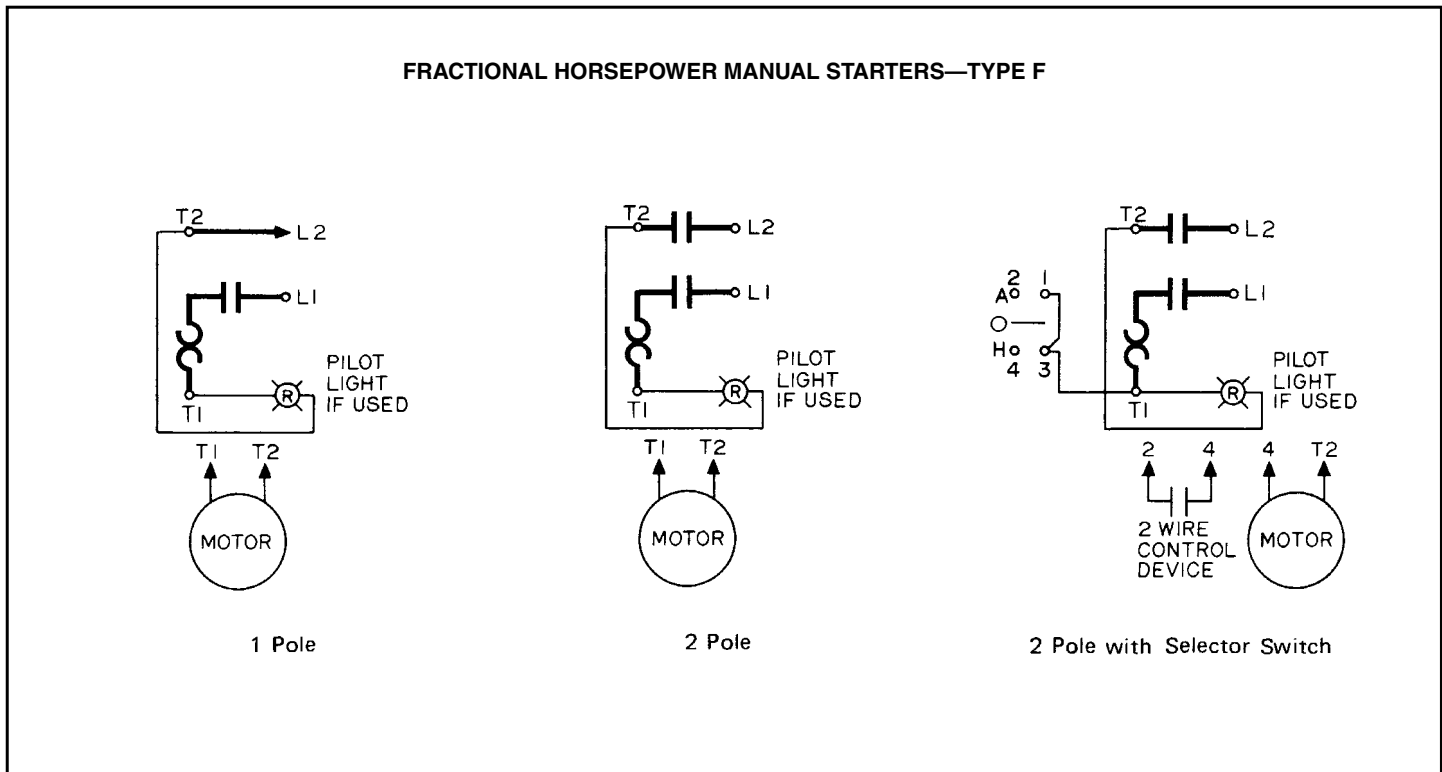 FRACTIONAL HORSEPOWER MANUAL STARTERS—TYPE F
T2
L2
L1
T1
R
PILOT
LIGHT
IF USED
T1 T2
MOTOR
1 Pole
T2
L2
L1
T1
R
PILOT
LIGHT
IF USED
T1 T2
MOTOR
2 Pole
T2
L2
2 1
A
L1
H
4 3
T1
R
PILOT
LIGHT
IF USED
2 4 4 T2
2 WIRE
CONTROL
DEVICE
MOTOR
2 Pole with Selector Switch